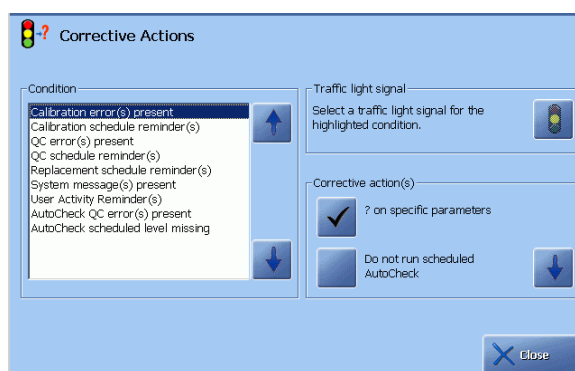 Corrective Actions
Condition
Calibration error(s) present
Calibration schedule reminder(s)
QC error(s) present
QC schedule reminder(s)
Replacement schedule reminder(s)
System message(s) present
User Activity Reminder(s)
AutoCheck QC error(s) present
AutoCheck scheduled level missing
Traffic light signal
Select a traffic light signal for the
highlighted condition.
Corrective action(s)
? on specific parameters
Do not run scheduled
AutoCheck
Close